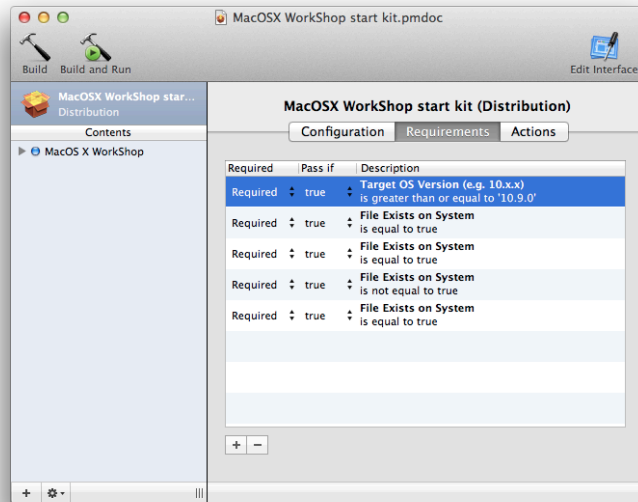 MacOSX WorkShop start kit.pmdoc
Build
Build and Run
Edit Interface
MacOSX WorkShop star...
Distribution
Contents
MacOS X WorkShop
MacOSX WorkShop start kit (Distribution)
Configuration Requirements Actions
Required Pass if Description
Required true Target OS Version (e.g. 10.x.x)
is greater than or equal to '10.9.0'
Required true File Exists on System
is equal to true
Required true File Exists on System
is equal to true
Required true File Exists on System
is not equal to true
Required true File Exists on System
is equal to true